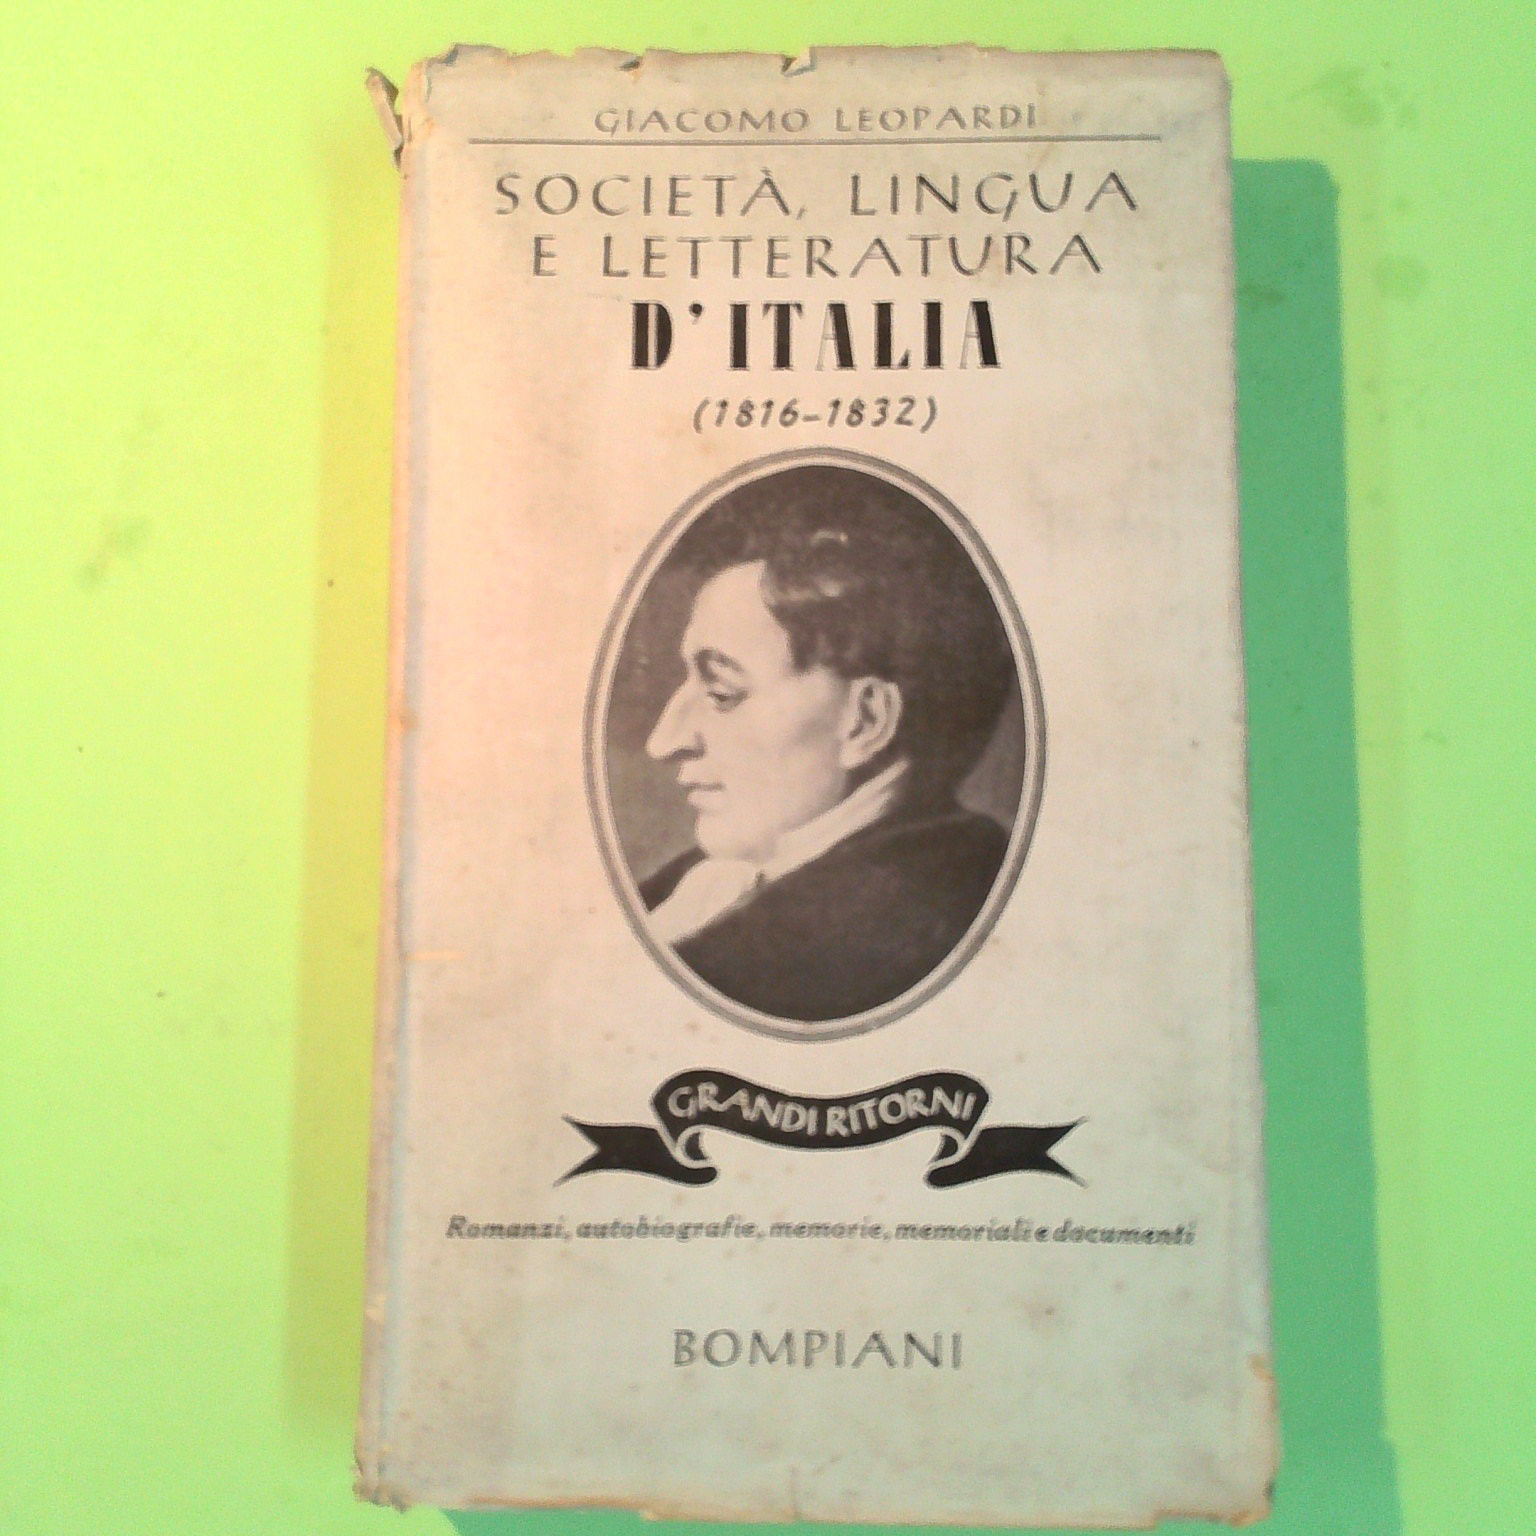 GIACOMO LEOPARDI
SOCIETÀ, LINGUA
E LETTERATURA
D'ITALIA
(1816-1832)
GRANDI RITORNI
Romanzi, autobiografie, memorie, memoriali e documenti
BOMPIANI